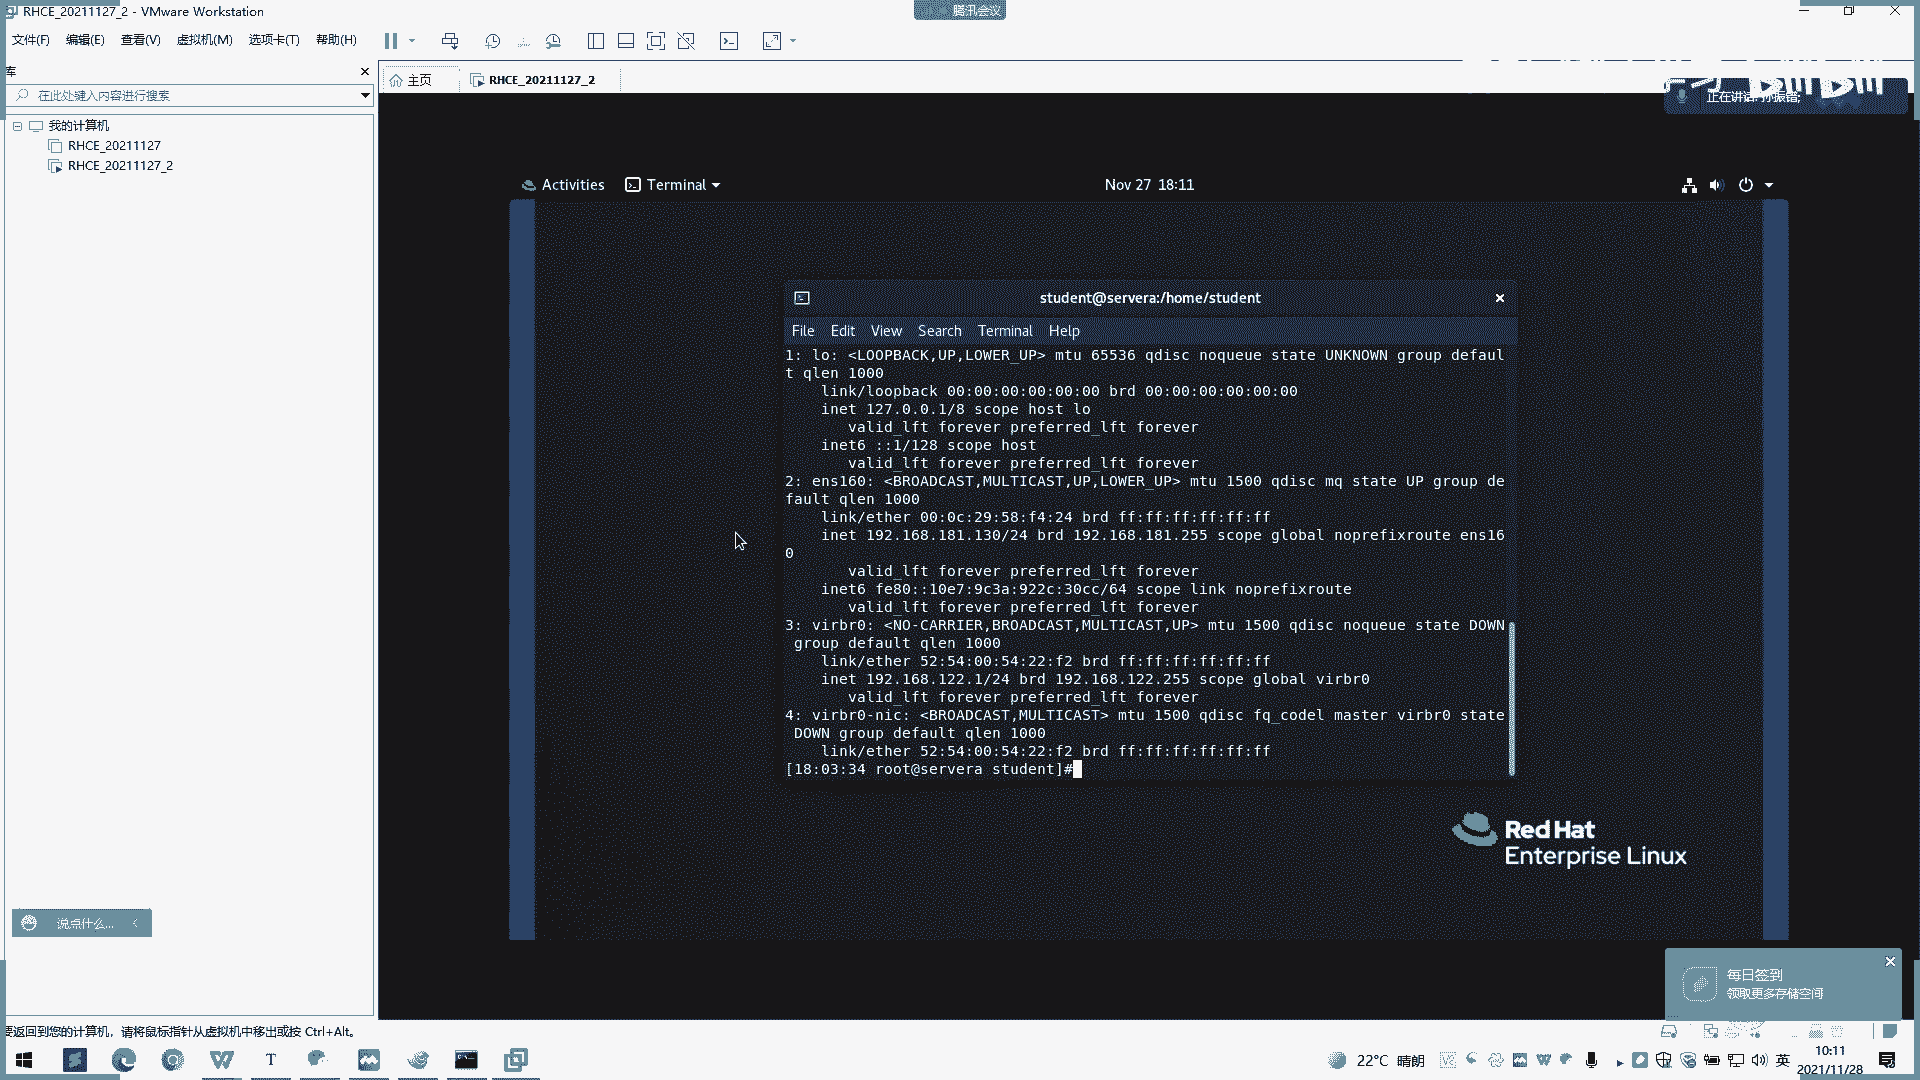 RHCE_20211127_2 - VMware Workstation
腾讯会议
文件(F) 编辑(E) 查看(V) 虚拟机(M) 选项卡(T) 帮助(H)
库
主页
RHCE_20211127_2
在此处键入内容进行搜索
正在讲话:
我的计算机
RHCE_20211127
RHCE_20211127_2
Activities
Terminal
Nov 27 18:11
student@servera:/home/student
File Edit View Search Terminal Help
1: lo: <LOOPBACK,UP,LOWER_UP> mtu 65536 qdisc noqueue state UNKNOWN group defaul
t qlen 1000
link/loopback 00:00:00:00:00:00 brd 00:00:00:00:00:00
inet 127.0.0.1/8 scope host lo
valid_lft forever preferred_lft forever
inet6 ::1/128 scope host
valid_lft forever preferred_lft forever
2: ens160: <BROADCAST,MULTICAST,UP,LOWER_UP> mtu 1500 qdisc mq state UP group de
fault qlen 1000
link/ether 00:0c:29:58:f4:24 brd ff:ff:ff:ff:ff:ff
inet 192.168.181.130/24 brd 192.168.181.255 scope global noprefixroute ens16
0
valid_lft forever preferred_lft forever
inet6 fe80::10e7:9c3a:922c:30cc/64 scope link noprefixroute
valid_lft forever preferred_lft forever
3: virbr0: <NO-CARRIER,BROADCAST,MULTICAST,UP> mtu 1500 qdisc noqueue state DOWN
group default qlen 1000
link/ether 52:54:00:54:22:f2 brd ff:ff:ff:ff:ff:ff
inet 192.168.122.1/24 brd 192.168.122.255 scope global virbr0
valid_lft forever preferred_lft forever
4: virbr0-nic: <BROADCAST,MULTICAST> mtu 1500 qdisc fq_codel master virbr0 state
DOWN group default qlen 1000
link/ether 52:54:00:54:22:f2 brd ff:ff:ff:ff:ff:ff
[18:03:34 root@servera student]#
Red Hat
Enterprise Linux
说点什么...
每日签到
领取更多存储空间
要返回到您的计算机，请将鼠标指针从虚拟机中移出或按 Ctrl+Alt。
22°C 晴朗
英
10:11
2021/11/28